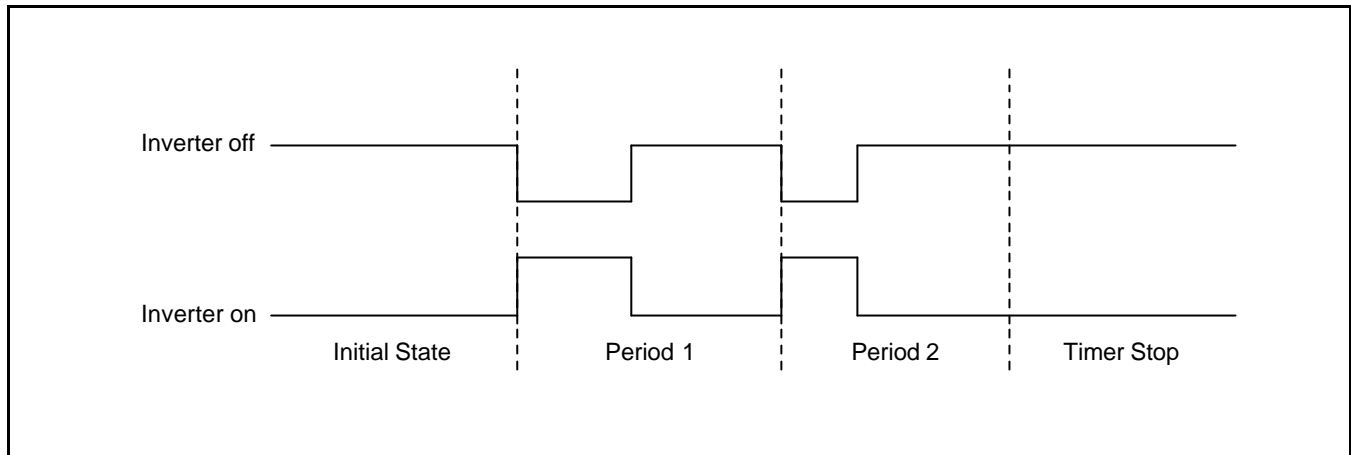 Inverter off
Inverter on
Initial State
Period 1
Period 2
Timer Stop